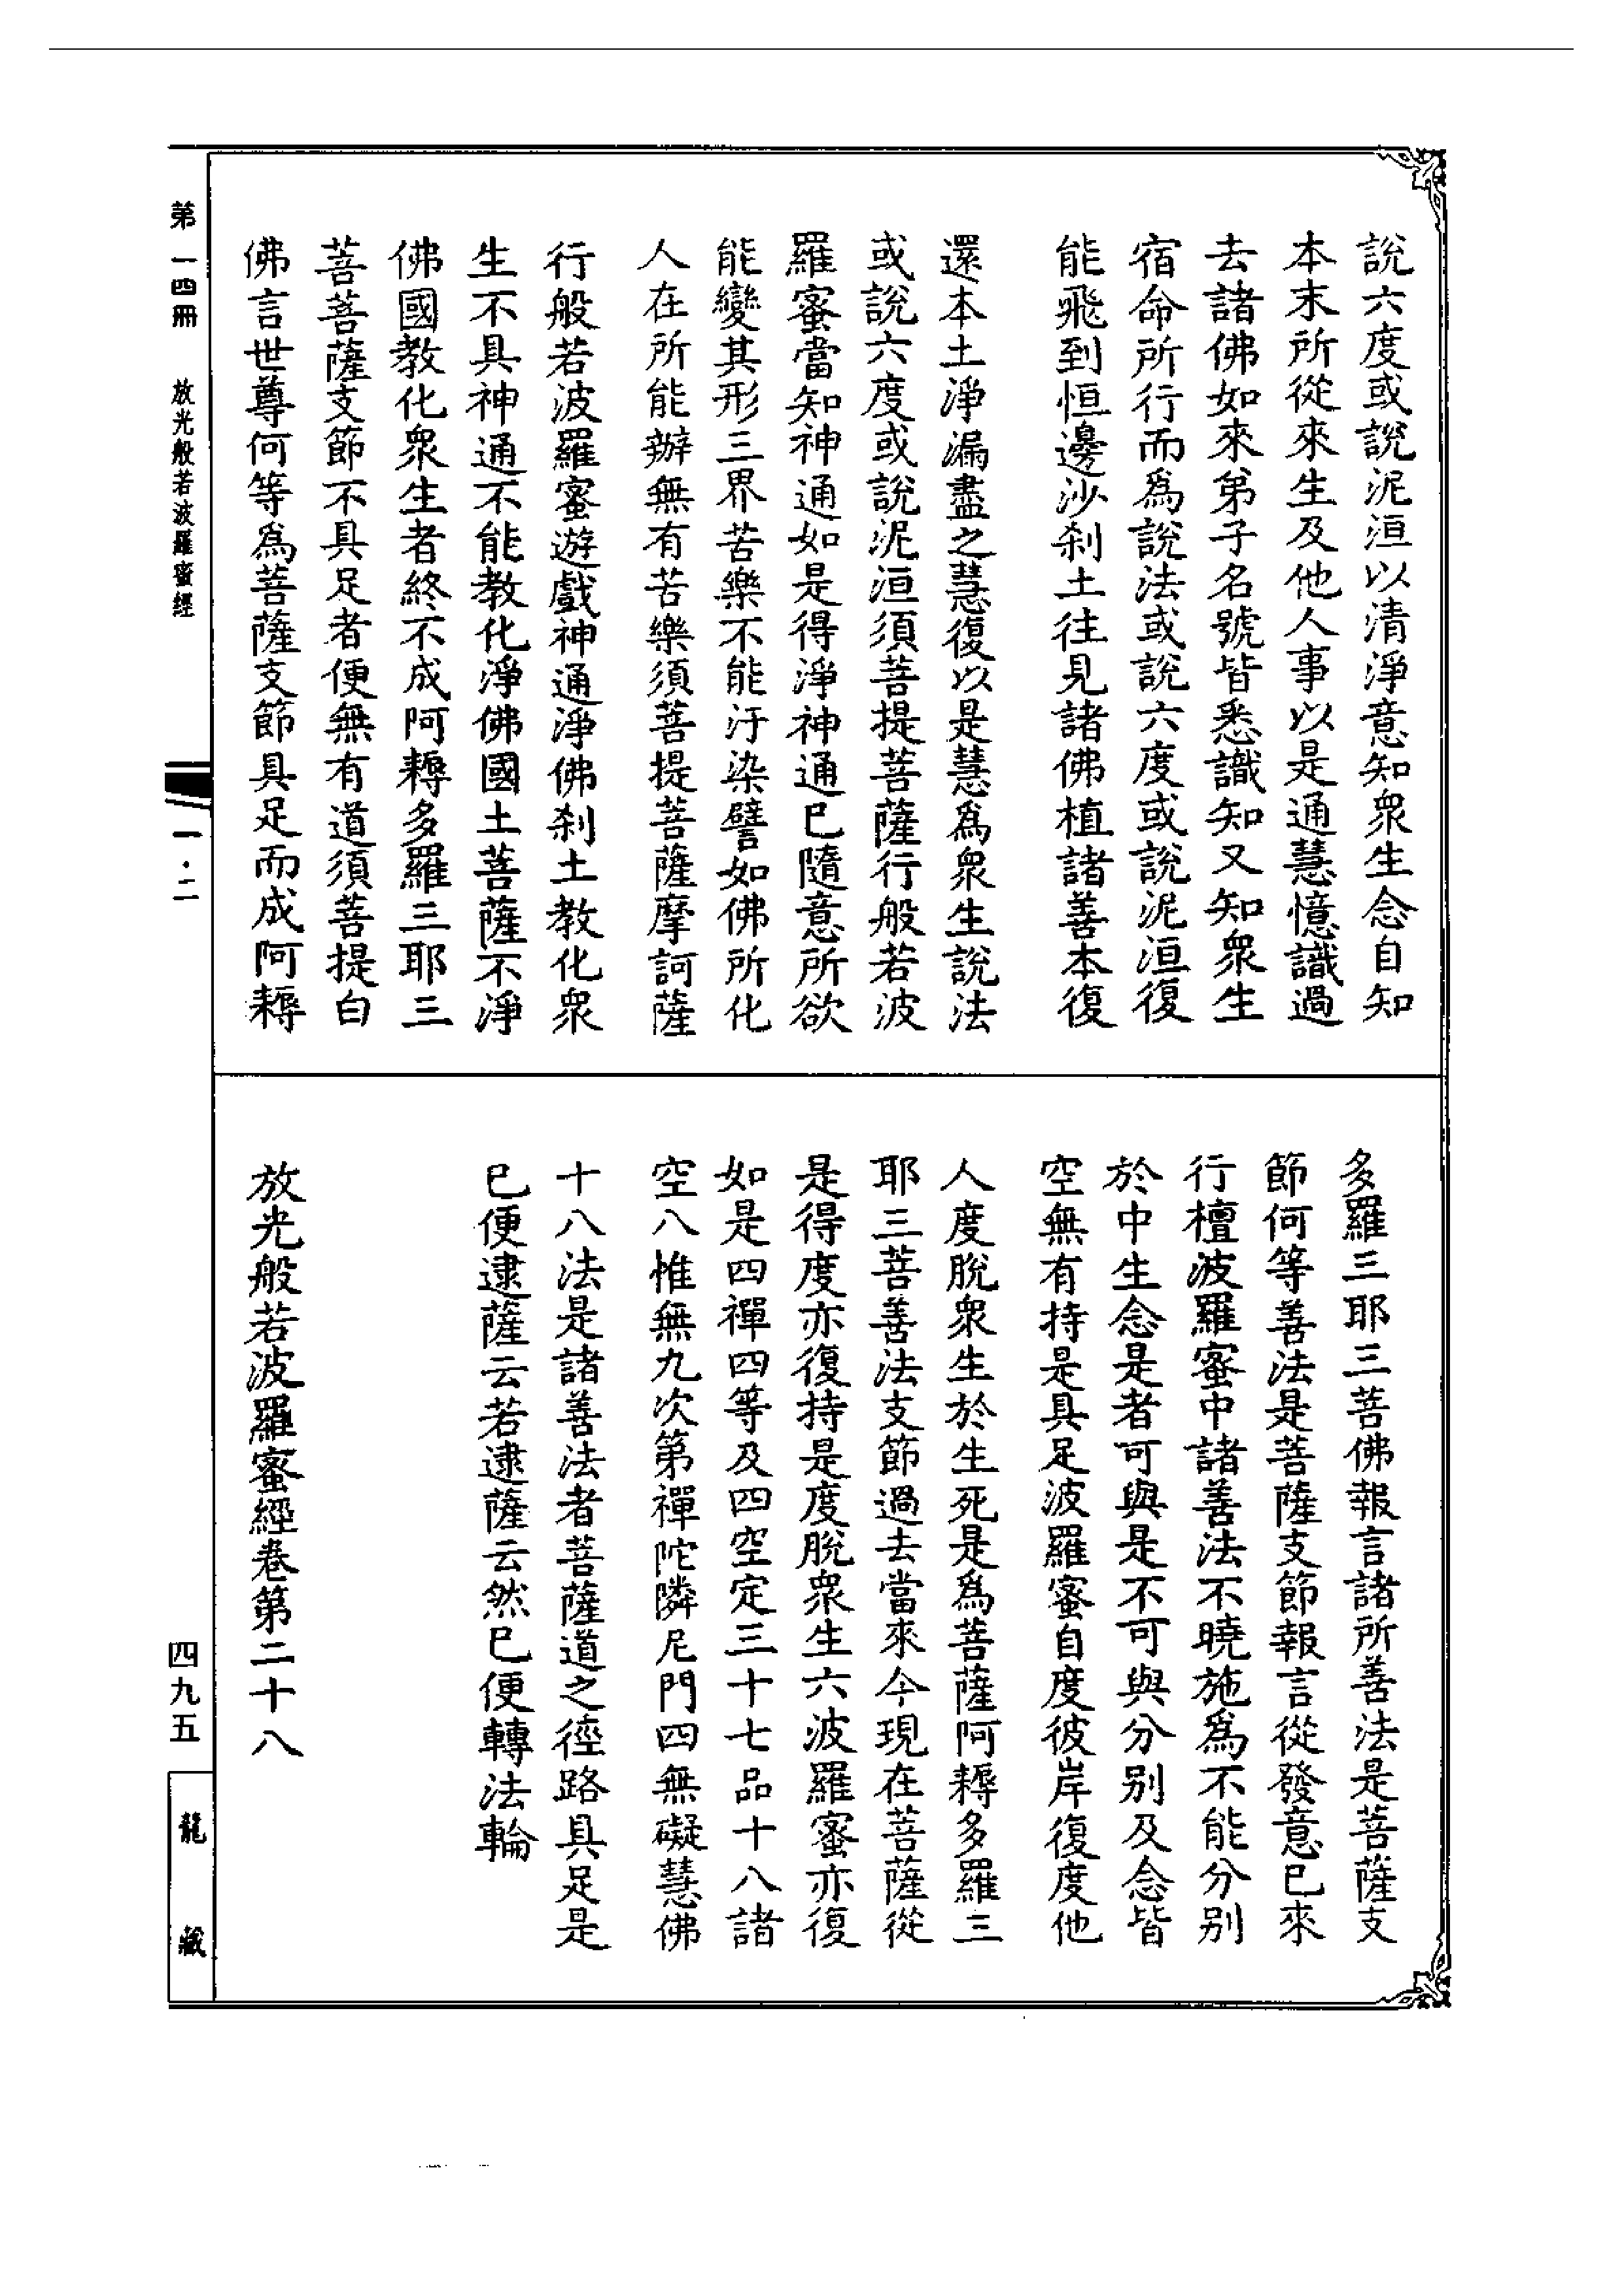 說六度或說泥洹以清淨意知衆生念自知
本末所從來生及他人事以是通慧憶識過
去諸佛如來弟子名號皆悉識知又知衆生
宿命所行而爲說法或說六度或說泥洹復
能飛到恒邊沙刹土往見諸佛植諸善本復
還本土淨漏盡之慧復以是慧爲衆生說法
或說六度或說泥洹須菩提菩薩行般若波
羅蜜當知神通如是得淨神通已隨意所欲
能變其形三界苦樂不能汙染譬如佛所化
人在所能辦無有苦樂須菩提菩薩摩訶薩
行般若波羅蜜遊戲神通淨佛刹土教化衆
生不具神通不能教化淨佛國土菩薩不淨
佛國教化衆生者終不成阿耨多羅三耶三
菩菩薩支節不具足者便無有道須菩提白
佛言世尊何等爲菩薩支節具足而成阿耨
多羅三耶三菩佛報言諸所善法是菩薩支
節何等善法是菩薩支節報言從發意已來
行檀波羅蜜中諸善法不曉施爲不能分别
於中生念是者可與是不可與分别及念皆
空無有持是具足波羅蜜自度彼岸復度他
人度脫衆生於生死是爲菩薩阿耨多羅三
耶三菩善法支節過去當來今現在菩薩從
是得度亦復持是度脫衆生六波羅蜜亦復
如是四禪四等及四空定三十七品十八諸
空八惟無九次第禪陀隣尼門四無礙慧佛
十八法是諸善法者菩薩道之徑路具足是
已便逮薩云若逮薩云然已便轉法輪
放光般若波羅蜜經卷第二十八
第一四冊 放光般若波羅蜜經
一·二
四九五
龍藏